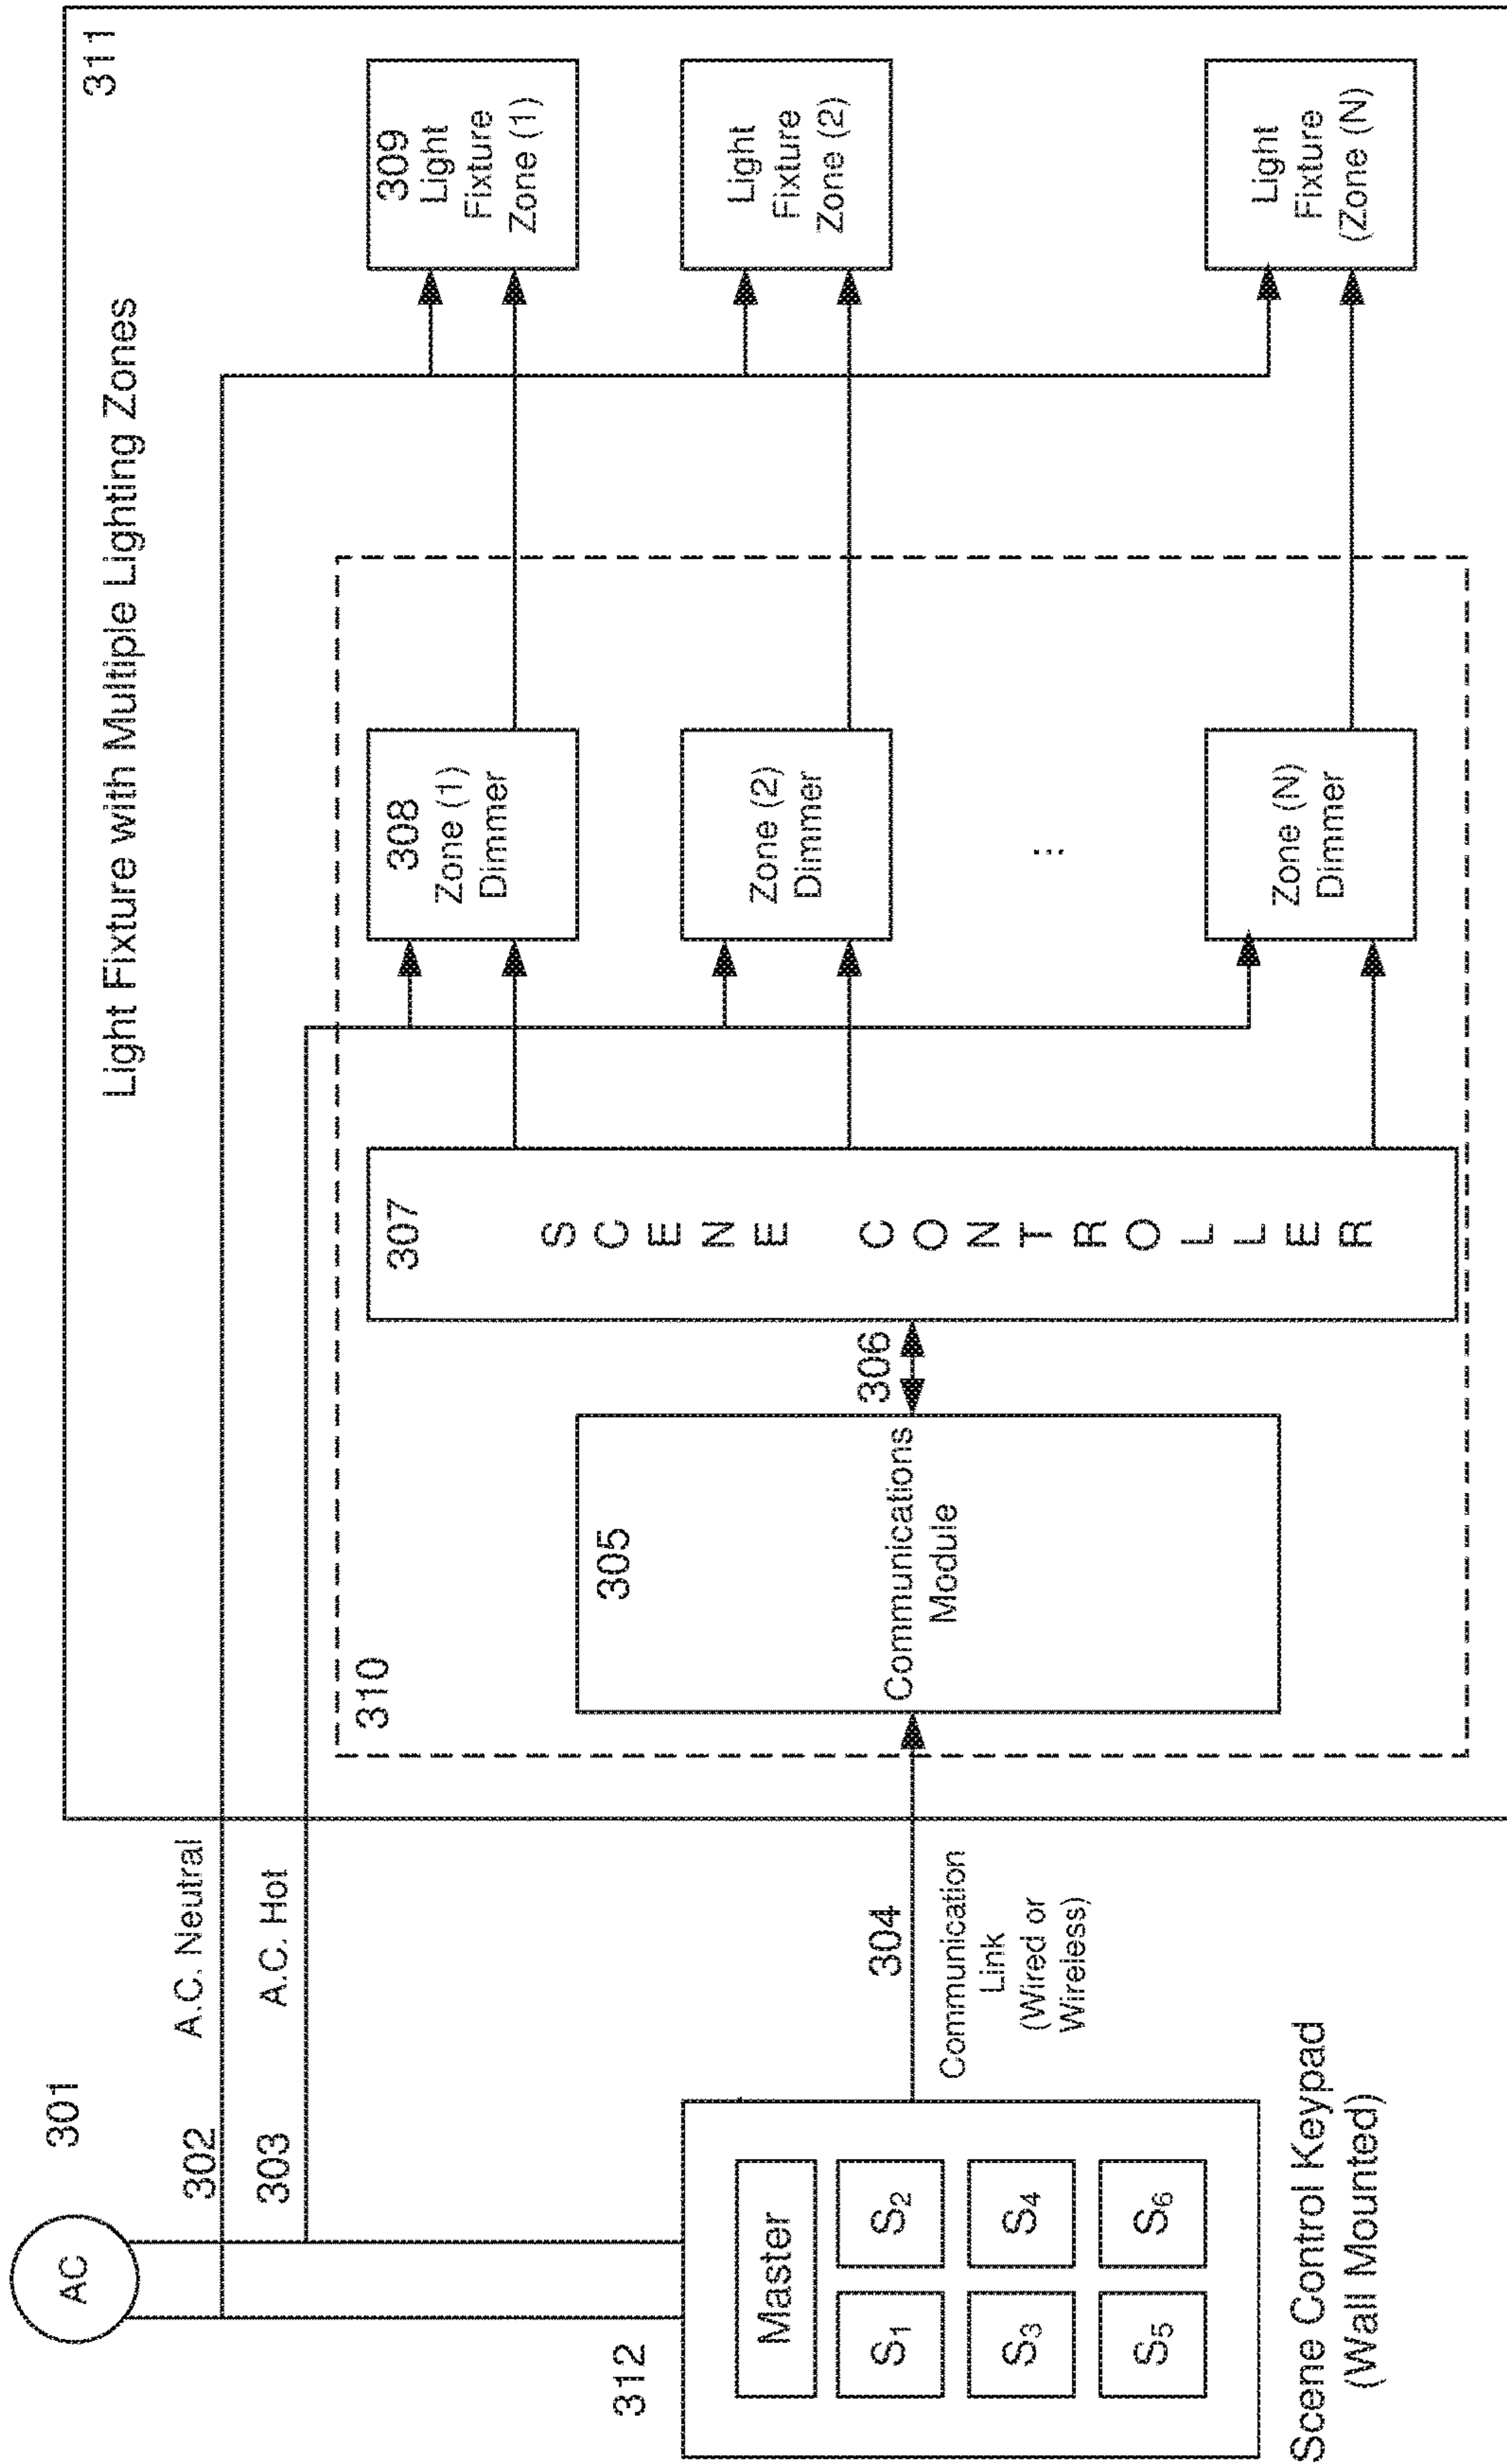 311
Light Fixture with Multiple Lighting Zones
301
AC
302
A.C. Neutral
303
A.C. Hot
312
Master
S1
S2
S3
S4
S5
S6
Scene Control Keypad
(Wall Mounted)
304
Communication
Link
(Wired or
Wireless)
310
305
Communications
Module
306
307
SCENE CONTROLLER
308
Zone (1)
Dimmer
Zone (2)
Dimmer
...
Zone (N)
Dimmer
309
Light
Fixture
Zone (1)
Light
Fixture
Zone (2)
Light
Fixture
(Zone (N)